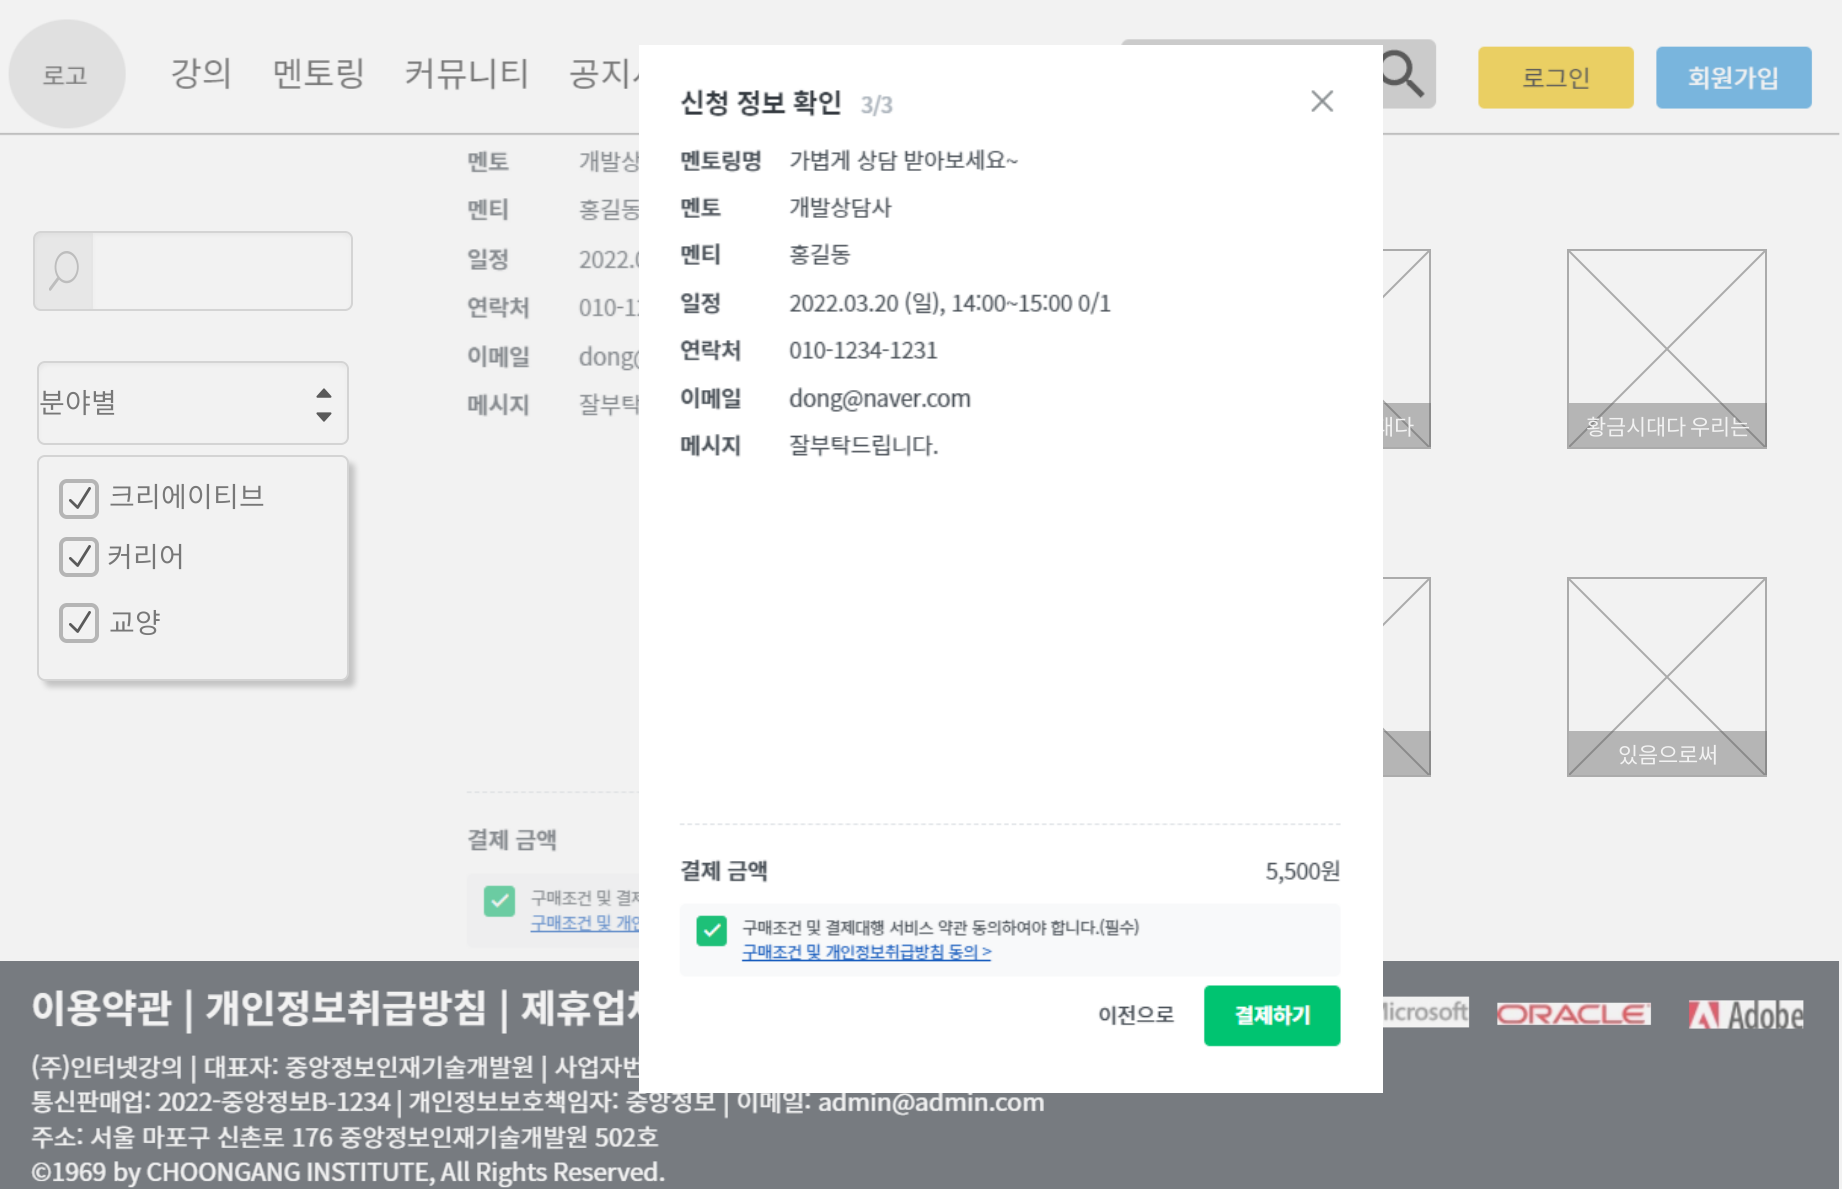 로고
강의 멘토링 커뮤니티 공지
로그인
회원가입
분야별
크리에이티브
커리어
교양
멘토 개발상
멘티 홍길동
일정 2022.
연락처 010-1
이메일 dong@
메시지 잘부탁
결제 금액
구매조건 및 결제
구매조건 및 개인
신청 정보 확인 3/3
멘토링명 가볍게 상담 받아보세요~
멘토 개발상담사
멘티 홍길동
일정 2022.03.20 (일), 14:00~15:00 0/1
연락처 010-1234-1231
이메일 dong@naver.com
메시지 잘부탁드립니다.
결제 금액 5,500원
구매조건 및 결제대행 서비스 약관 동의하여야 합니다.(필수)
구매조건 및 개인정보취급방침 동의 >
이전으로 결제하기
대다
황금시대다 우리는
있음으로써
이용약관 | 개인정보취급방침 | 제휴업
icrosoft
ORACLE
Adobe
(주)인터넷강의 | 대표자: 중앙정보인재기술개발원 | 사업자번
통신판매업: 2022-중앙정보B-1234 | 개인정보보호책임자: 중앙정보 | 이메일: admin@admin.com
주소: 서울 마포구 신촌로 176 중앙정보인재기술개발원 502호
©1969 by CHOONGANG INSTITUTE, All Rights Reserved.